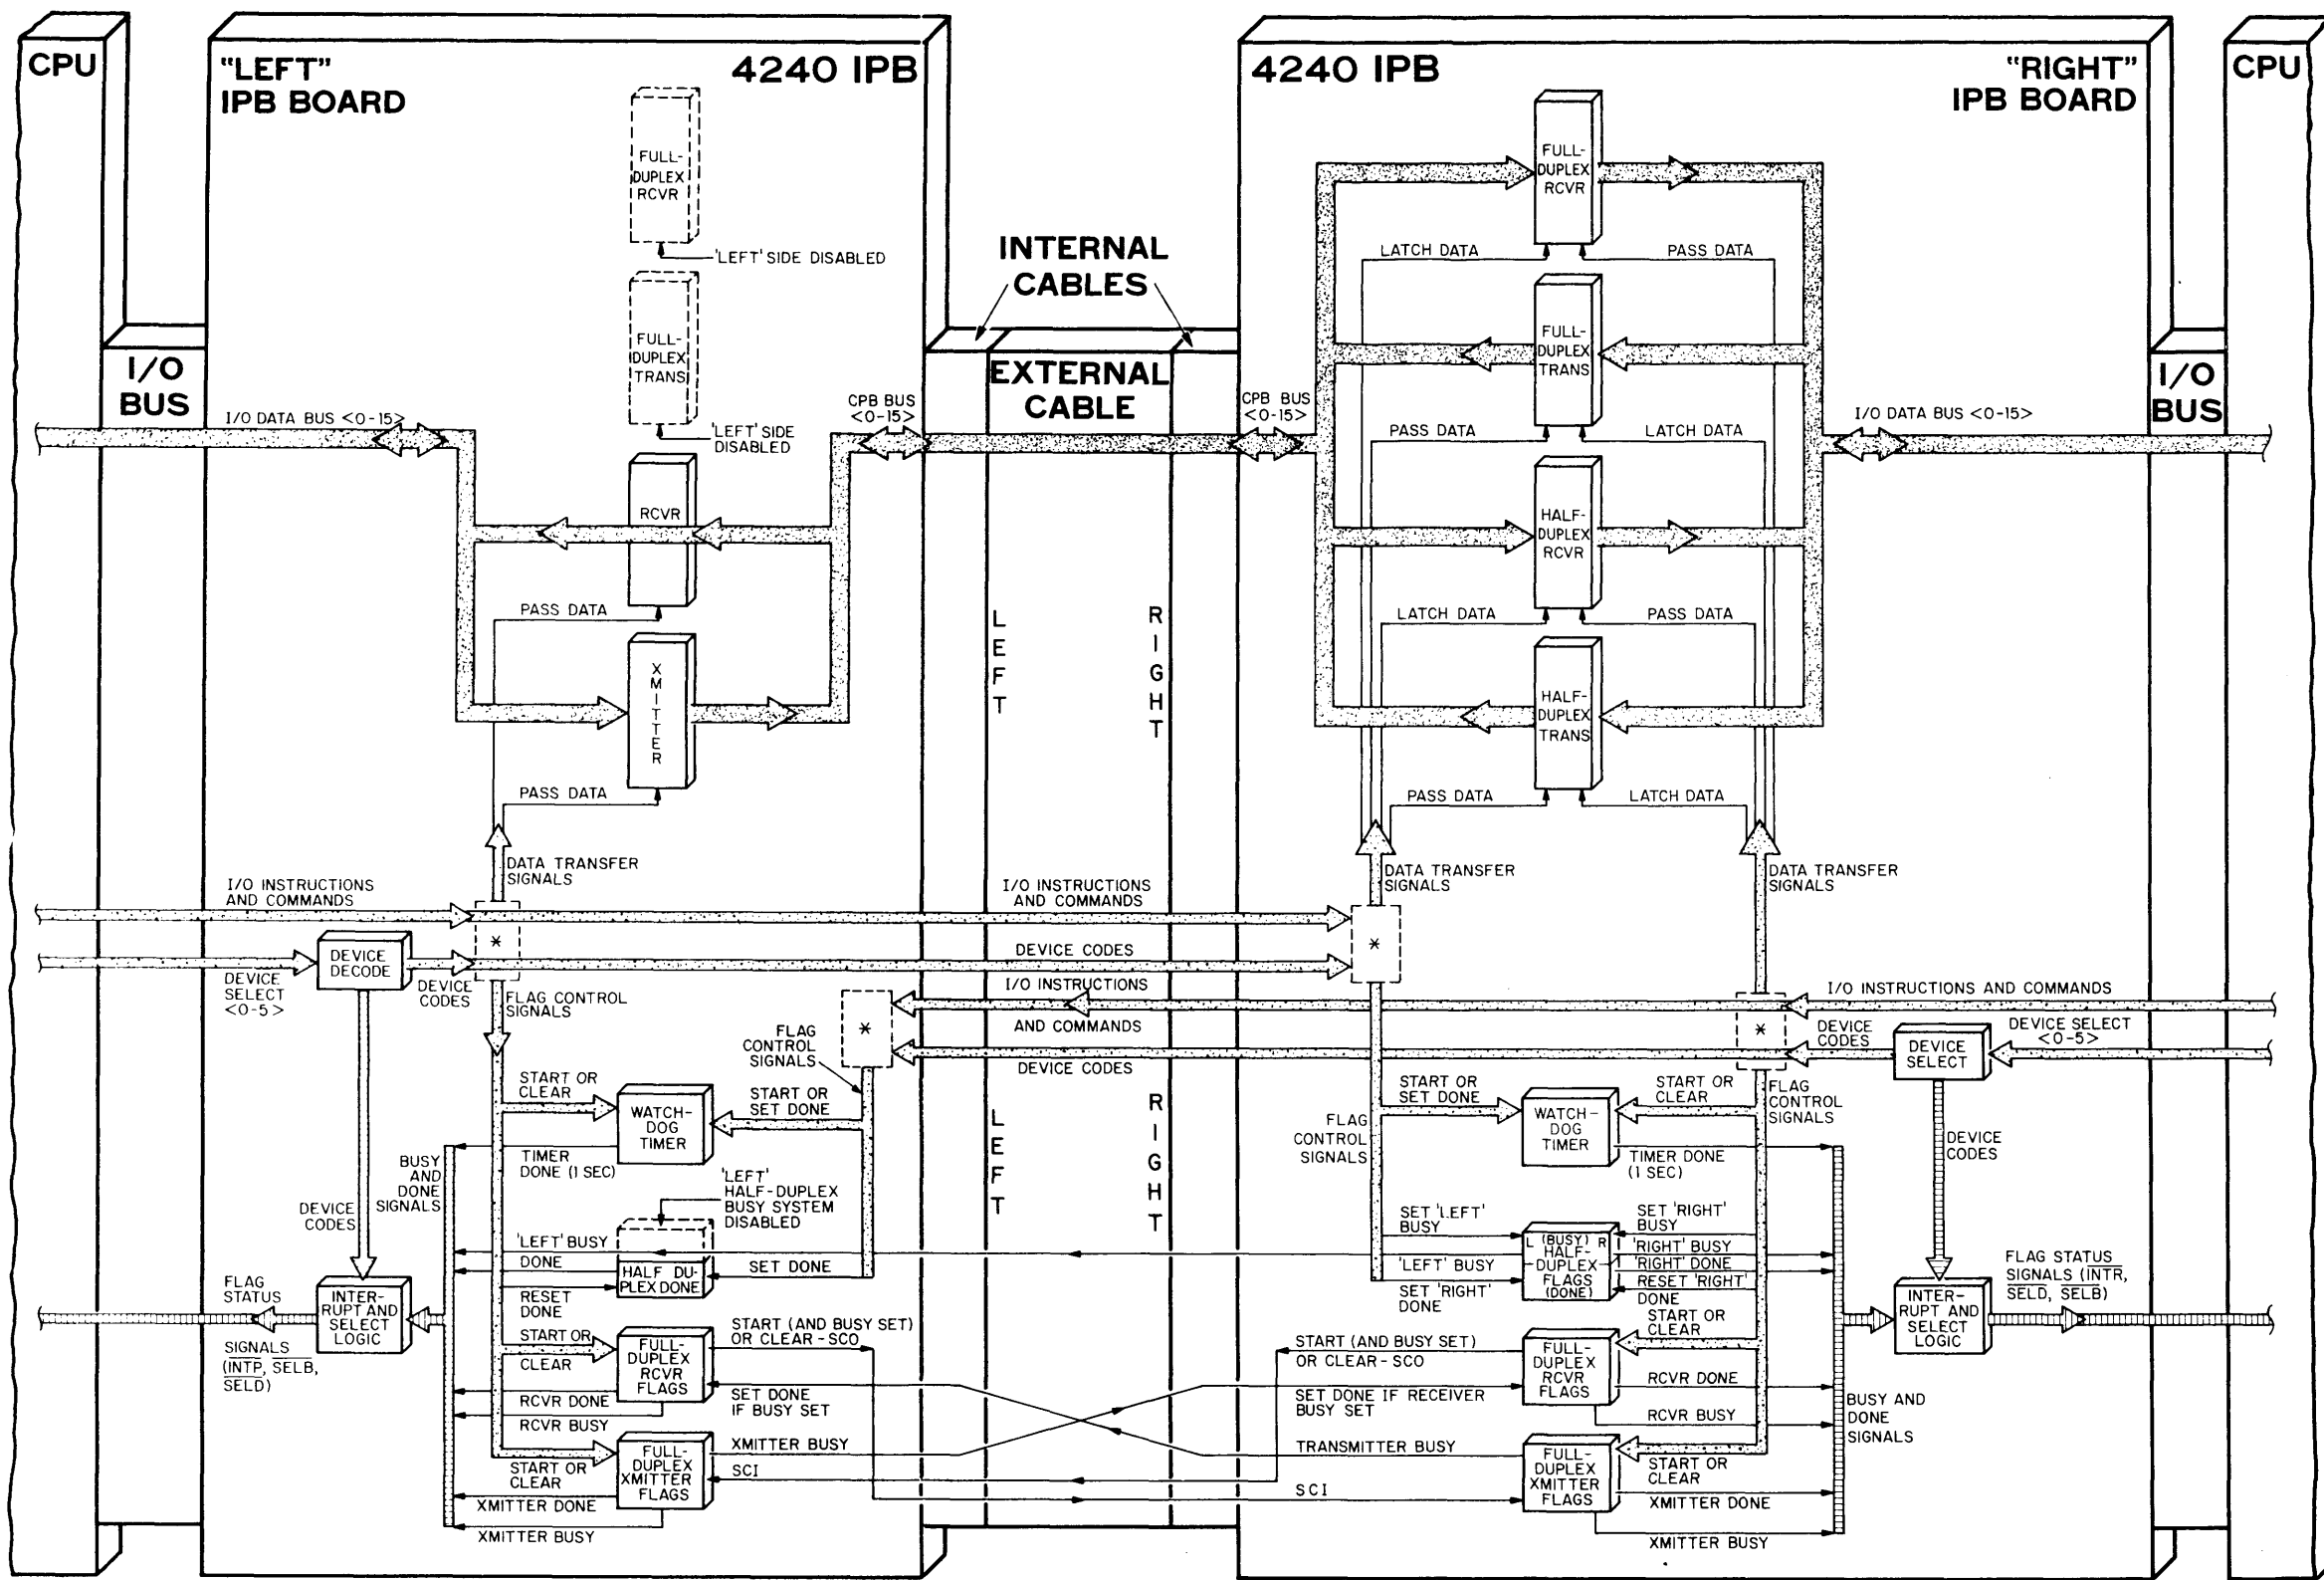 CPU
"LEFT"
IPB BOARD
4240 IPB
4240 IPB
"RIGHT"
IPB BOARD
CPU
FULL-
DUPLEX
RCVR
'LEFT' SIDE DISABLED
FULL-
DUPLEX
TRANS
'LEFT' SIDE
DISABLED
INTERNAL
CABLES
EXTERNAL
CABLE
I/O
BUS
I/O DATA BUS <0-15>
CPB BUS
<0-15>
CPB BUS
<0-15>
FULL-
DUPLEX
RCVR
LATCH DATA
PASS DATA
FULL-
DUPLEX
TRANS
PASS DATA
LATCH DATA
I/O DATA BUS <0-15>
I/O
BUS
RCVR
PASS DATA
XMITTER
PASS DATA
HALF-
DUPLEX
RCVR
LATCH DATA
PASS DATA
HALF-
DUPLEX
TRANS
PASS DATA
LATCH DATA
LEFT
RIGHT
DATA TRANSFER
SIGNALS
DATA TRANSFER
SIGNALS
DATA TRANSFER
SIGNALS
I/O INSTRUCTIONS
AND COMMANDS
I/O INSTRUCTIONS
AND COMMANDS
*
*
DEVICE
DECODE
DEVICE
SELECT
<0-5>
DEVICE
CODES
DEVICE CODES
FLAG CONTROL
SIGNALS
I/O INSTRUCTIONS
AND COMMANDS
I/O INSTRUCTIONS AND COMMANDS
*
*
DEVICE CODES
DEVICE
CODES
DEVICE
SELECT
DEVICE SELECT
<0-5>
FLAG
CONTROL
SIGNALS
START OR
CLEAR
WATCH-
DOG
TIMER
START OR
SET DONE
TIMER
DONE (1 SEC)
BUSY
AND
DONE
SIGNALS
DEVICE
CODES
'LEFT'
HALF-DUPLEX
BUSY SYSTEM
DISABLED
'LEFT' BUSY
DONE
HALF DU-
PLEX DONE
SET DONE
RESET
DONE
FLAG
STATUS
INTER-
RUPT AND
SELECT
LOGIC
SIGNALS
(INTP, SELB,
SELD)
START OR
CLEAR
FULL-
DUPLEX
RCVR
FLAGS
START (AND BUSY SET)
OR CLEAR-SCO
RCVR DONE
RCVR BUSY
SET DONE
IF BUSY SET
FULL-
DUPLEX
XMITTER
FLAGS
START OR
CLEAR
XMITTER BUSY
SCI
XMITTER DONE
XMITTER BUSY
LEFT
RIGHT
START OR
SET DONE
WATCH-
DOG
TIMER
START OR
CLEAR
FLAG
CONTROL
SIGNALS
FLAG
CONTROL
SIGNALS
TIMER DONE
(1 SEC)
DEVICE
CODES
SET 'LEFT'
BUSY
L (BUSY) R
HALF-
DUPLEX
FLAGS
(DONE)
SET 'RIGHT'
BUSY
'RIGHT' BUSY
'RIGHT' DONE
RESET 'RIGHT'
DONE
'LEFT' BUSY
SET 'RIGHT'
DONE
FLAG STATUS
SIGNALS (INTR,
SELD, SELB)
INTER-
RUPT AND
SELECT
LOGIC
START (AND BUSY SET)
OR CLEAR-SCO
FULL-
DUPLEX
RCVR
FLAGS
START OR
CLEAR
SET DONE IF RECEIVER
BUSY SET
RCVR DONE
RCVR BUSY
BUSY AND
DONE
SIGNALS
TRANSMITTER BUSY
SCI
FULL-
DUPLEX
XMITTER
FLAGS
START OR
CLEAR
XMITTER DONE
XMITTER BUSY